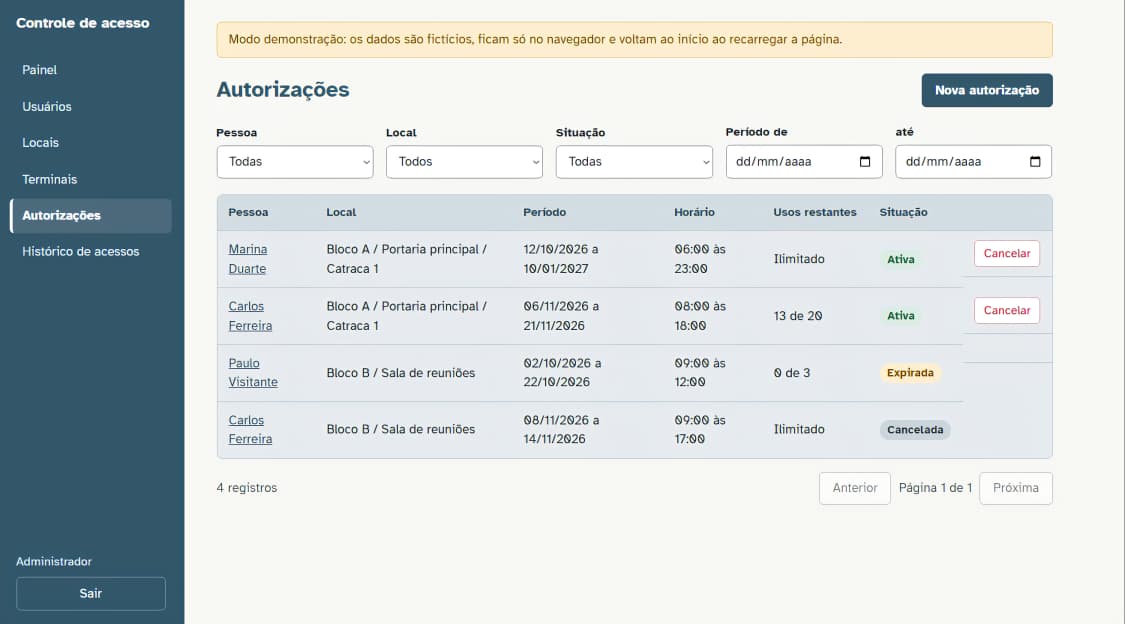 Controle de acesso
Painel
Usuários
Locais
Terminais
Autorizações
Histórico de acessos
Administrador
Sair
Modo demonstração: os dados são fictícios, ficam só no navegador e voltam ao início ao recarregar a página.
Autorizações
Nova autorização
Pessoa Local Situação Período de até
Todas Todos Todas dd/mm/aaaa dd/mm/aaaa
Pessoa Local Período Horário Usos restantes Situação
Marina Bloco A / Portaria principal / 12/10/2026 a 06:00 às Ilimitado Ativa Cancelar
Duarte Catraca 1 10/01/2027 23:00
Carlos Bloco A / Portaria principal / 06/11/2026 a 08:00 às 13 de 20 Ativa Cancelar
Ferreira Catraca 1 21/11/2026 18:00
Paulo Bloco B / Sala de reuniões 02/10/2026 a 09:00 às 0 de 3 Expirada
Visitante 22/10/2026 12:00
Carlos Bloco B / Sala de reuniões 08/11/2026 a 09:00 às Ilimitado Cancelada
Ferreira 14/11/2026 17:00
4 registros Anterior Página 1 de 1 Próxima